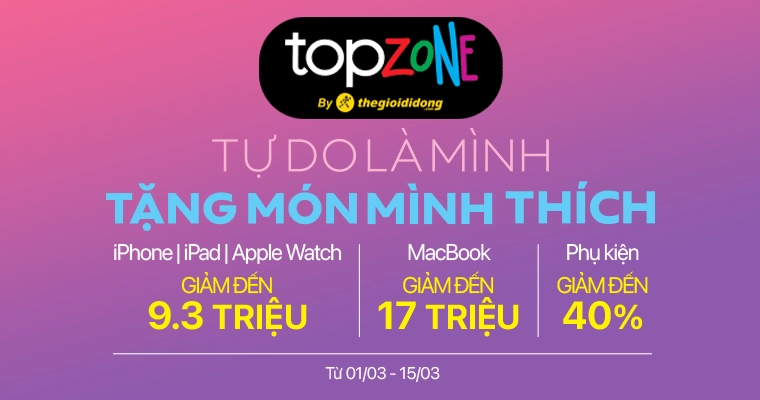 topzone
By thegioididong
.com
TỰ DO LÀ MÌNH
TẶNG MÓN MÌNH THÍCH
iPhone | iPad | Apple Watch
GIẢM ĐẾN
9.3 TRIỆU
MacBook
GIẢM ĐẾN
17 TRIỆU
Phụ kiện
GIẢM ĐẾN
40%
Từ 01/03 - 15/03